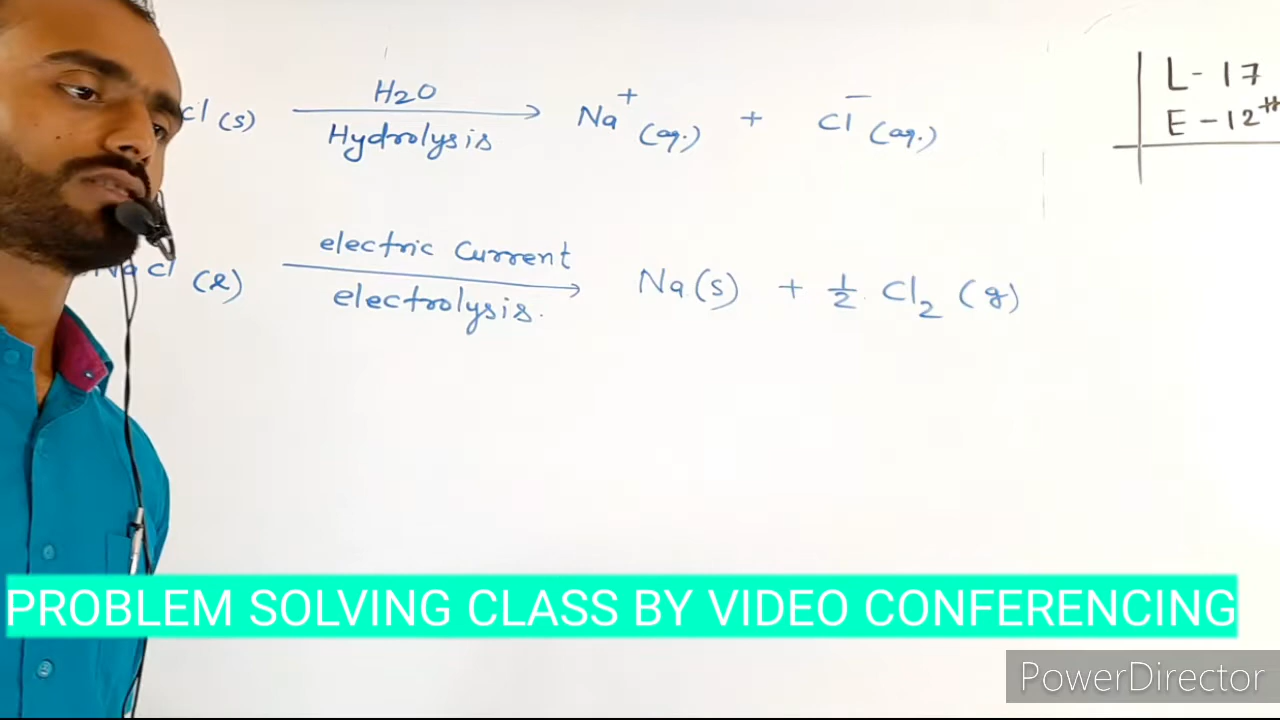 H2O
Cl (s) ⟶ Na⁺ (aq.) + Cl⁻ (aq.)
Hydrolysis
electric Current
NaCl (l) ⟶ Na(s) + 1/2 Cl₂ (g)
electrolysis.
L - 17
E - 12th
PROBLEM SOLVING CLASS BY VIDEO CONFERENCING
PowerDirector